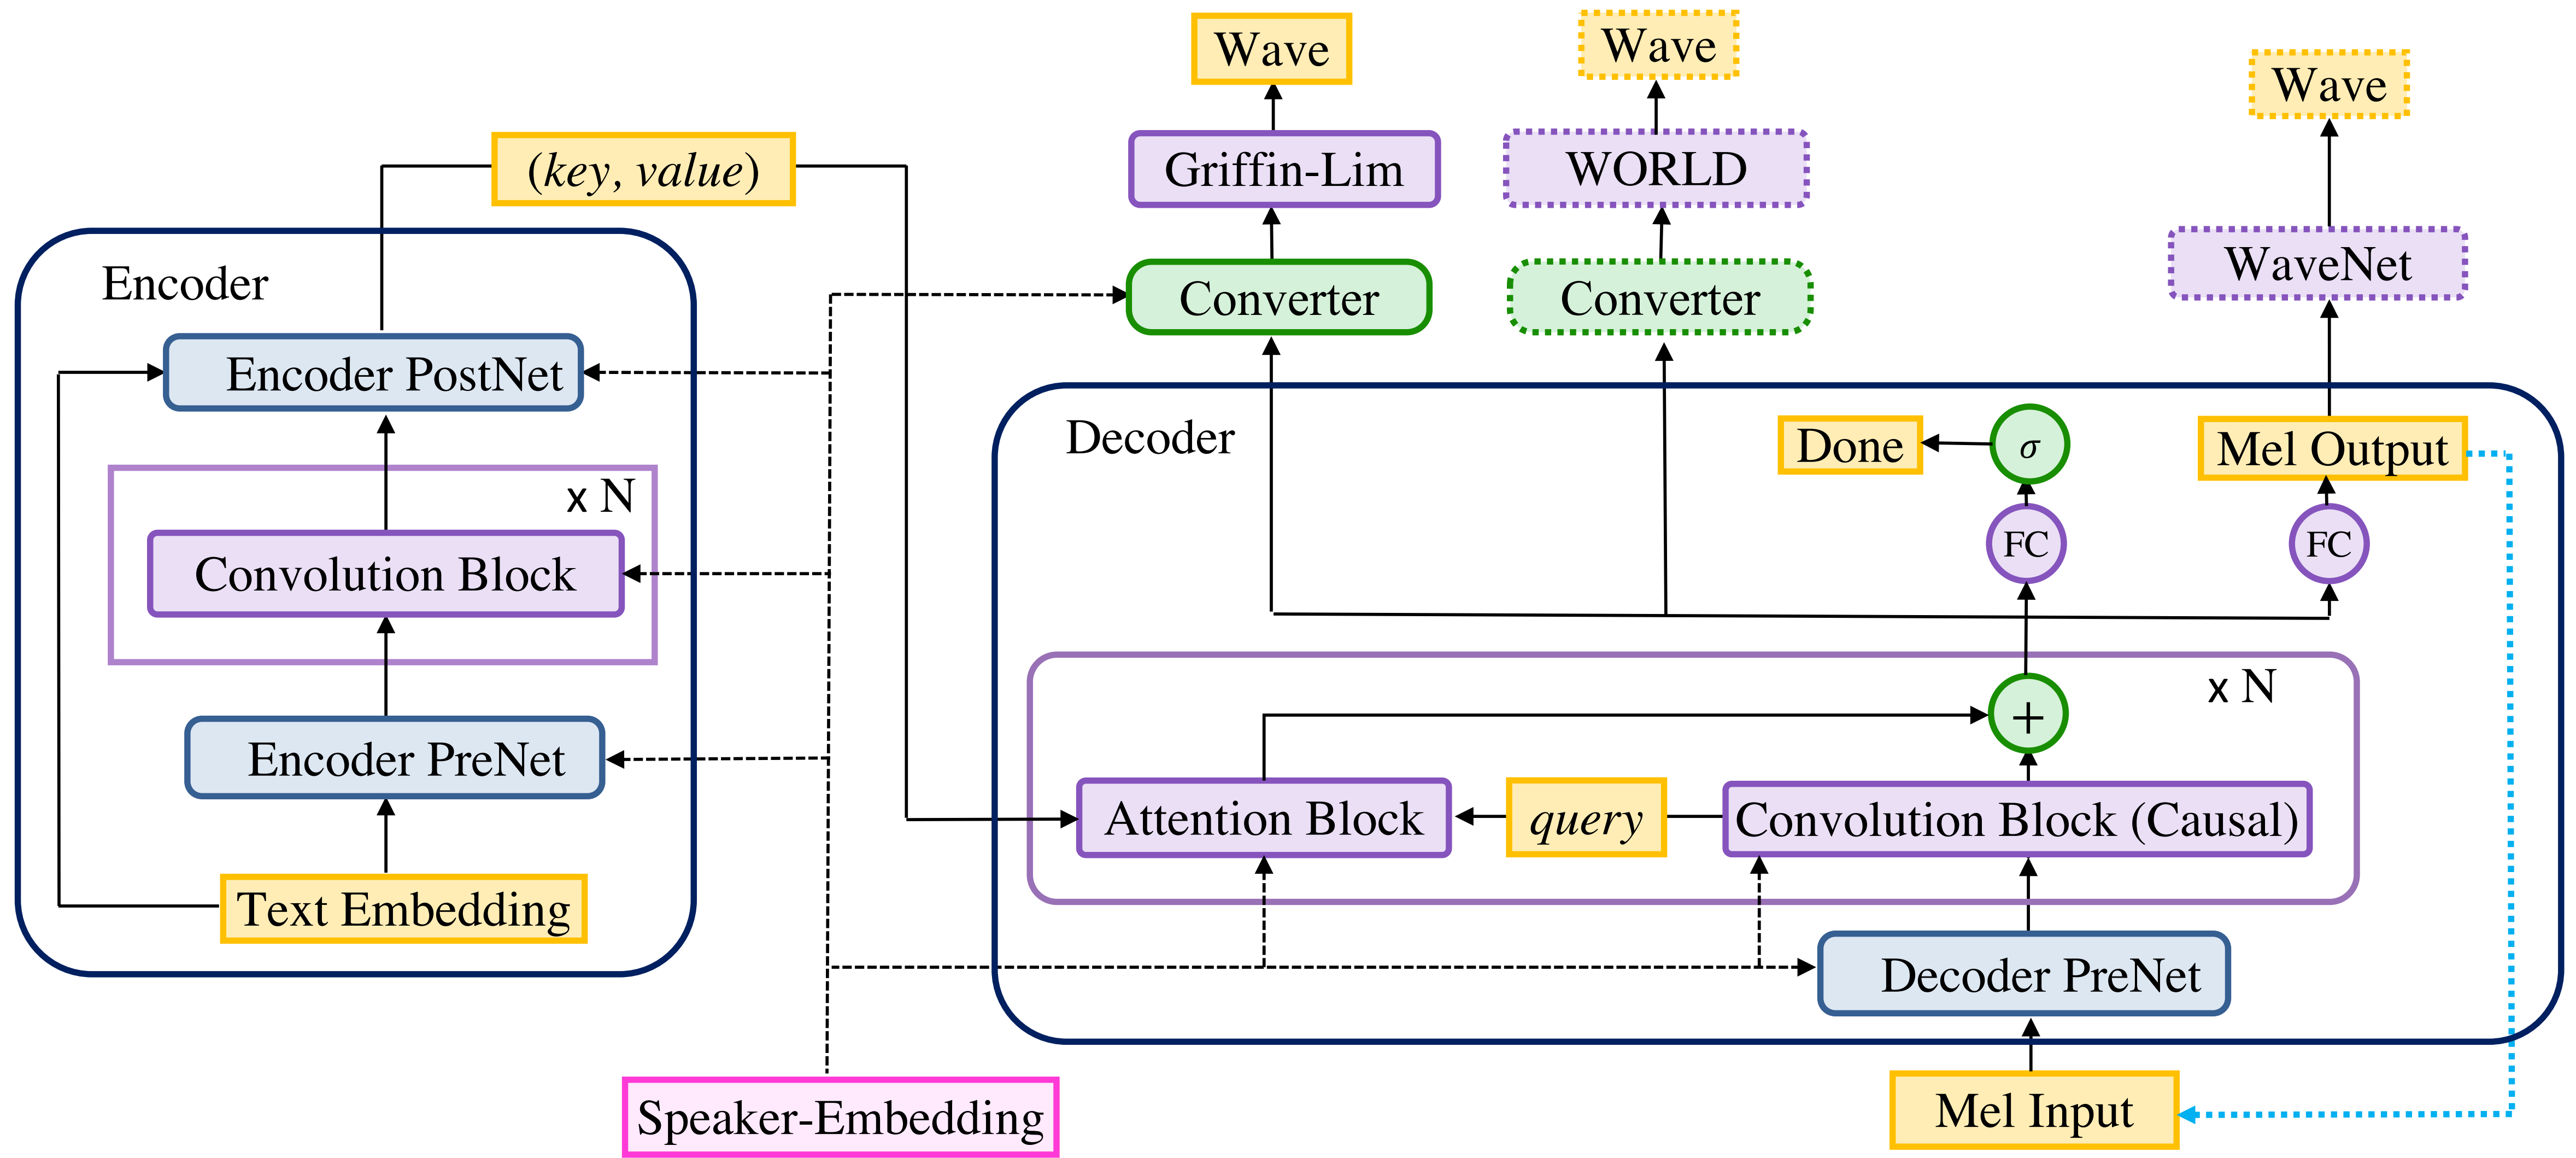 Wave
Wave
Wave
(key, value)
Griffin-Lim
WORLD
WaveNet
Encoder
Converter
Converter
Encoder PostNet
x N
Convolution Block
Encoder PreNet
Text Embedding
Decoder
Done
σ
Mel Output
FC
FC
x N
+
Attention Block
query
Convolution Block (Causal)
Decoder PreNet
Speaker-Embedding
Mel Input